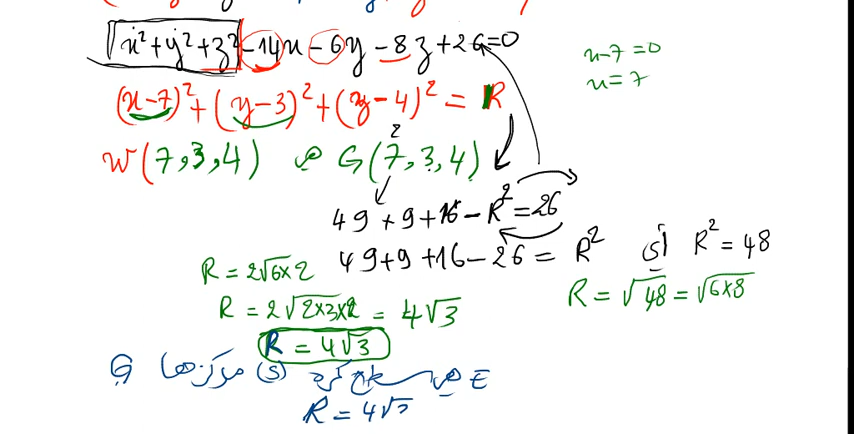 x² + y² + z² - 14x - 6y - 8z + 26 = 0
x - 7 = 0
x = 7
(x - 7)² + (y - 3)² + (z - 4)² = R
W(7,3,4) هي G(7,3,4)
49 + 9 + 16 - R² = 26
49 + 9 + 16 - 26 = R² أي R² = 48
R = 2√6×2
R = √48 = √6×8
R = 2√2×3×2 = 4√3
R = 4√3
E هي سطح كرة (S) مركزها G
R = 4√3